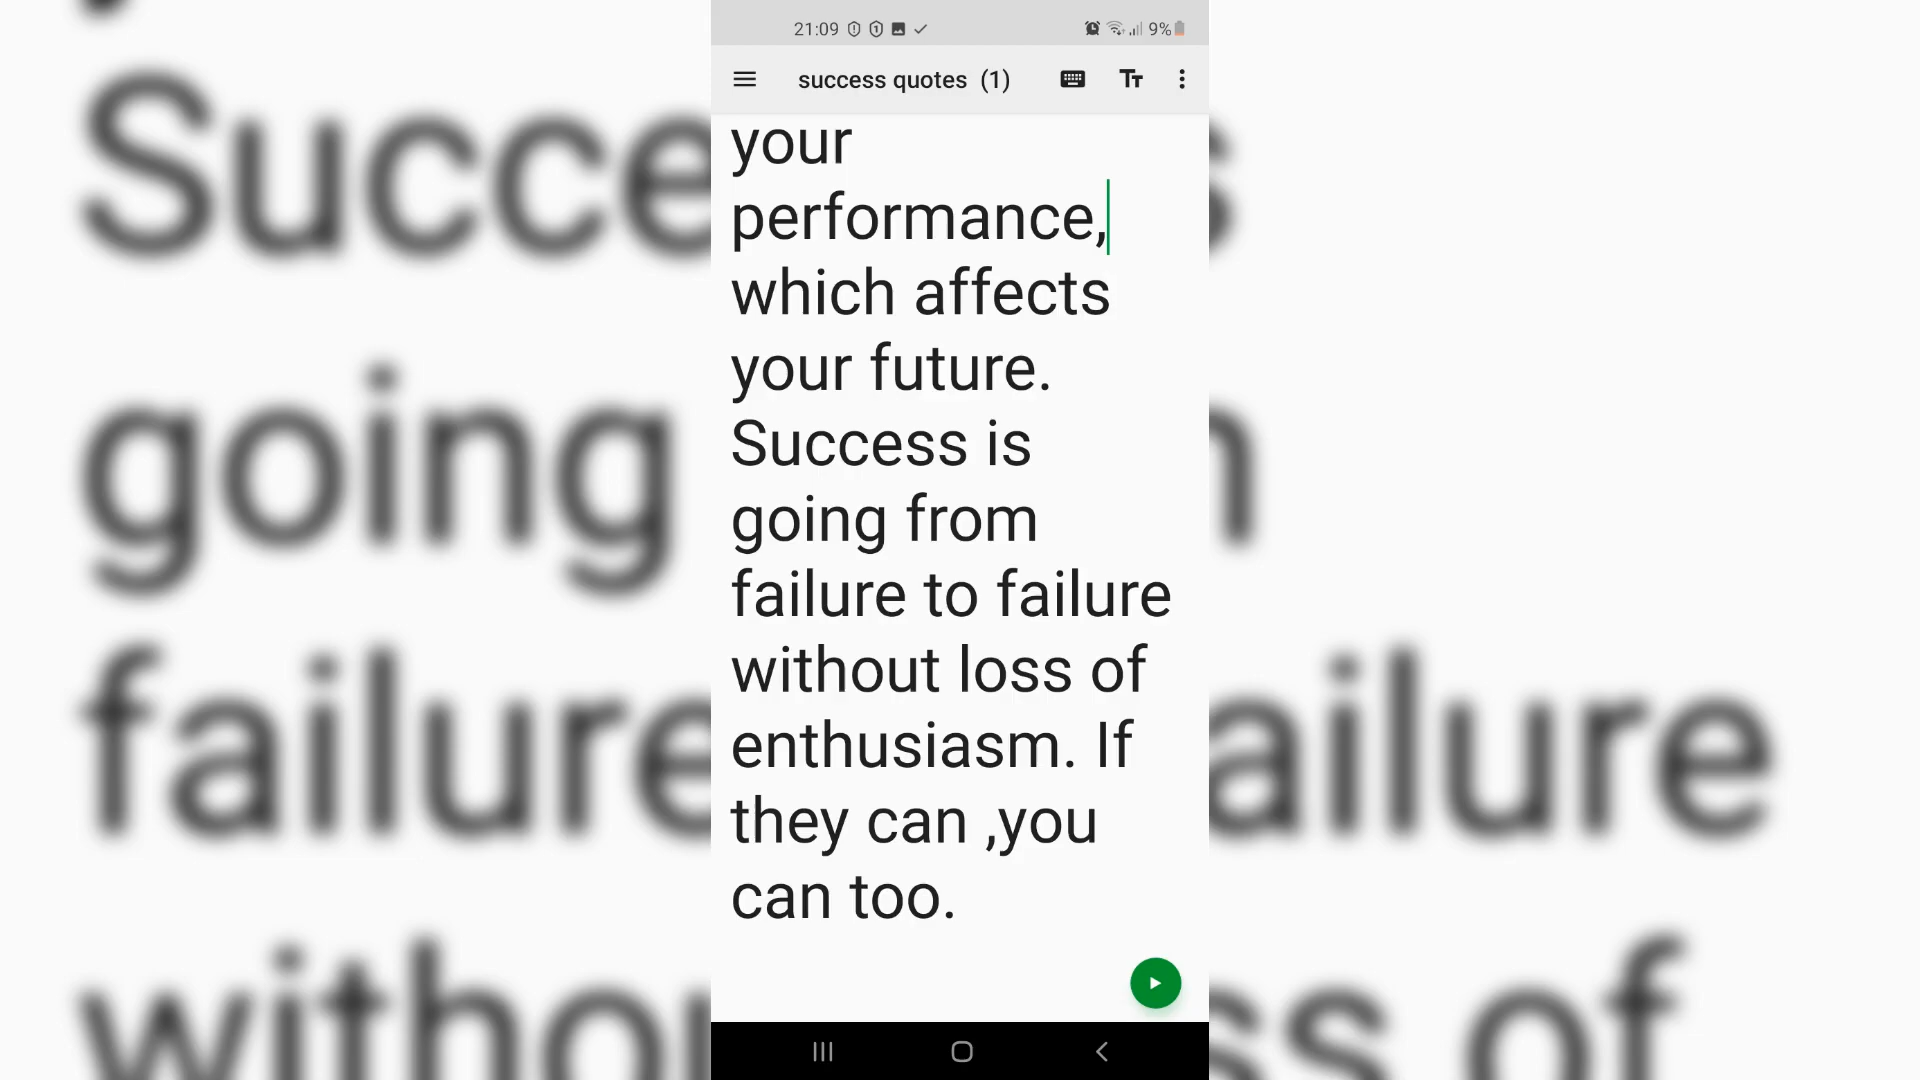 21:09 9%
success quotes (1)
your
performance,
which affects
your future.
Success is
going from
failure to failure
without loss of
enthusiasm. If
they can ,you
can too.